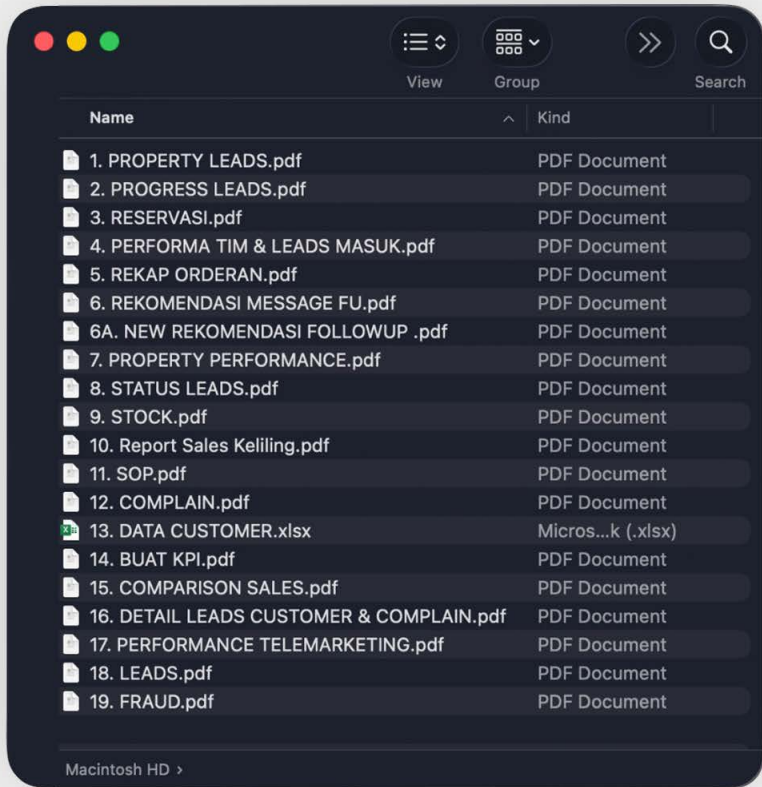 View
Group
Search
Name Kind
1. PROPERTY LEADS.pdf PDF Document
2. PROGRESS LEADS.pdf PDF Document
3. RESERVASI.pdf PDF Document
4. PERFORMA TIM & LEADS MASUK.pdf PDF Document
5. REKAP ORDERAN.pdf PDF Document
6. REKOMENDASI MESSAGE FU.pdf PDF Document
6A. NEW REKOMENDASI FOLLOWUP .pdf PDF Document
7. PROPERTY PERFORMANCE.pdf PDF Document
8. STATUS LEADS.pdf PDF Document
9. STOCK.pdf PDF Document
10. Report Sales Keliling.pdf PDF Document
11. SOP.pdf PDF Document
12. COMPLAIN.pdf PDF Document
13. DATA CUSTOMER.xlsx Micros...k (.xlsx)
14. BUAT KPI.pdf PDF Document
15. COMPARISON SALES.pdf PDF Document
16. DETAIL LEADS CUSTOMER & COMPLAIN.pdf PDF Document
17. PERFORMANCE TELEMARKETING.pdf PDF Document
18. LEADS.pdf PDF Document
19. FRAUD.pdf PDF Document
Macintosh HD ›